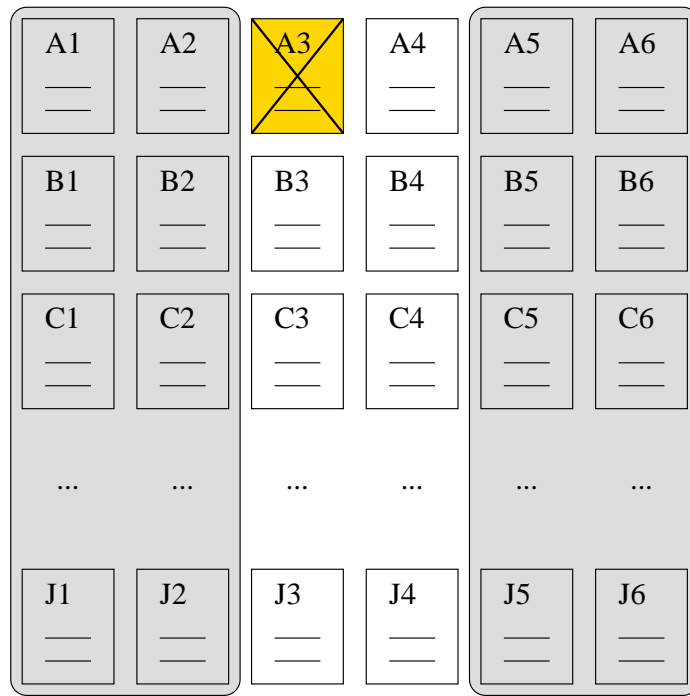 A1 A2 A3 A4 A5 A6
B1 B2 B3 B4 B5 B6
C1 C2 C3 C4 C5 C6
... ... ... ... ... ...
J1 J2 J3 J4 J5 J6